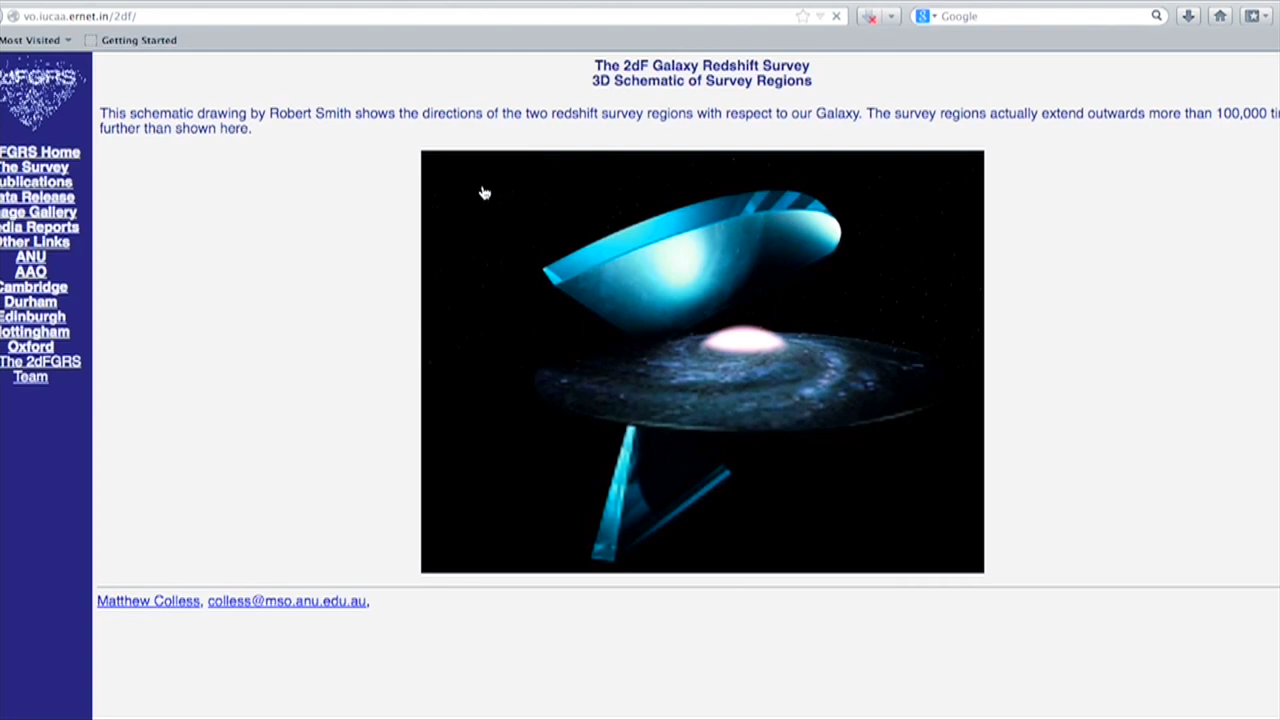 vo.iucaa.ernet.in/2df/
Google
Most Visited
Getting Started
2dFGRS
The 2dF Galaxy Redshift Survey
3D Schematic of Survey Regions
This schematic drawing by Robert Smith shows the directions of the two redshift survey regions with respect to our Galaxy. The survey regions actually extend outwards more than 100,000 ti
further than shown here.
FGRS Home
The Survey
ublications
ata Release
age Gallery
edia Reports
Other Links
ANU
AAO
Cambridge
Durham
Edinburgh
ottingham
Oxford
The 2dFGRS
Team
Matthew Colless, colless@mso.anu.edu.au,